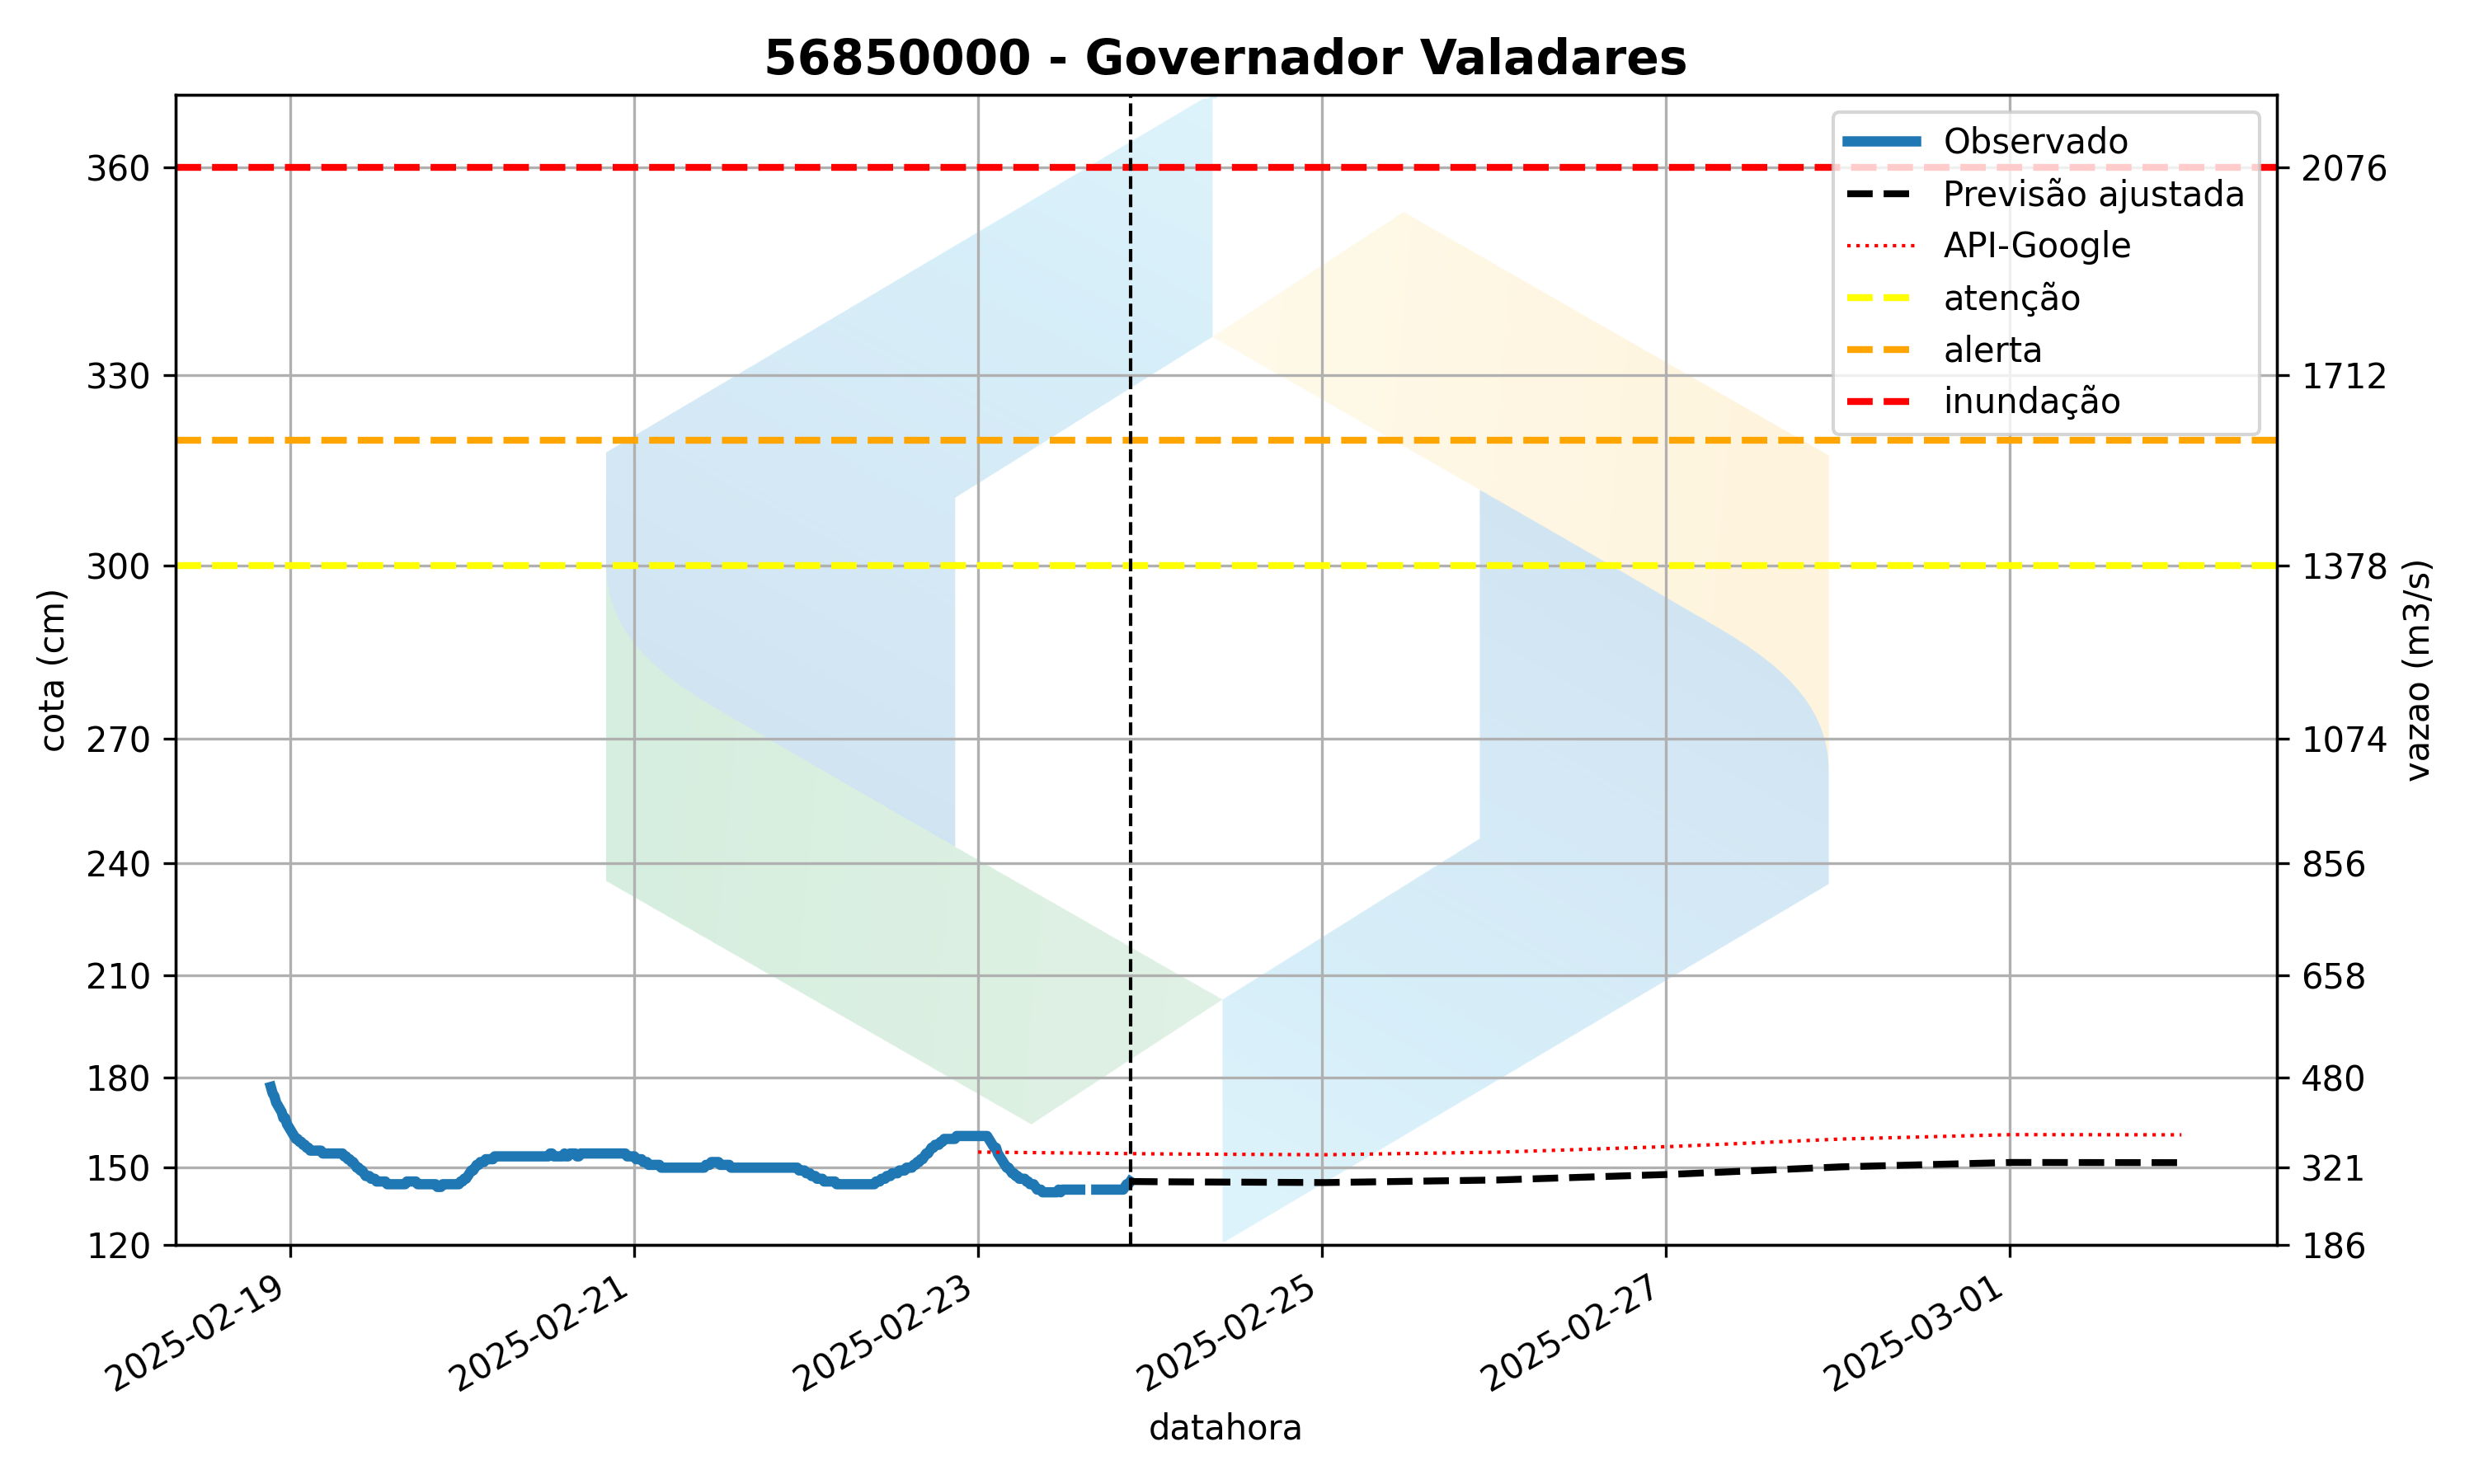 56850000 - Governador Valadares
Observado
Previsão ajustada
API-Google
atenção
alerta
inundação
cota (cm)
360
330
300
270
240
210
180
150
120
2076
1712
1378
1074
856
658
480
321
186
vazao (m3/s)
2025-02-19
2025-02-21
2025-02-23
2025-02-25
2025-02-27
2025-03-01
datahora